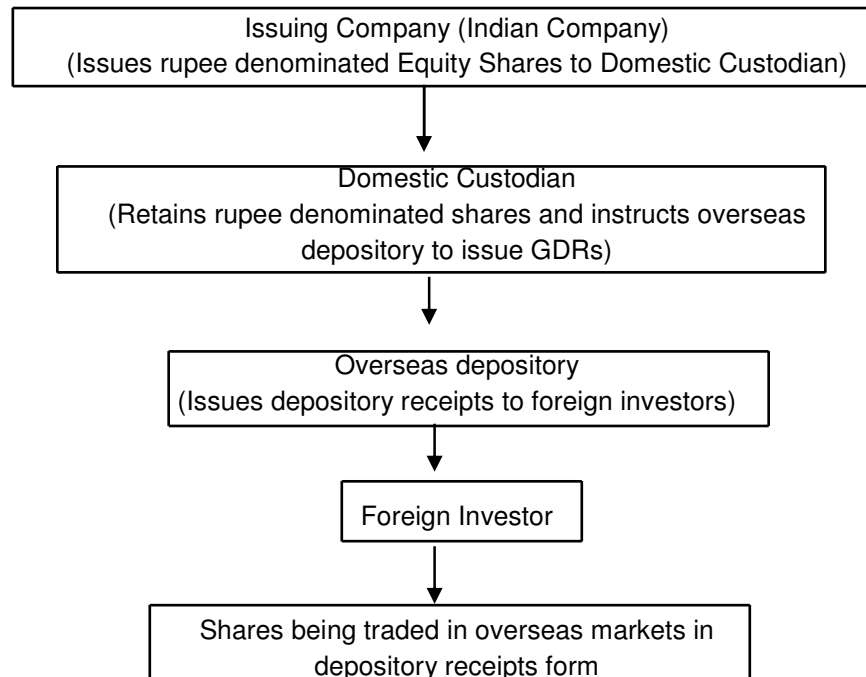 Issuing Company (Indian Company)
(Issues rupee denominated Equity Shares to Domestic Custodian)
Domestic Custodian
(Retains rupee denominated shares and instructs overseas
depository to issue GDRs)
Overseas depository
(Issues depository receipts to foreign investors)
Foreign Investor
Shares being traded in overseas markets in
depository receipts form